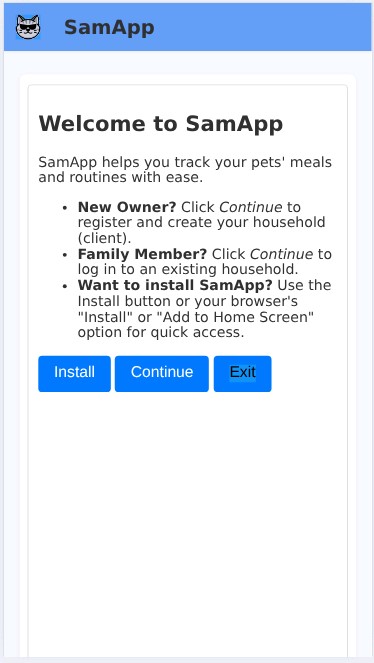 SamApp
Welcome to SamApp
SamApp helps you track your pets' meals
and routines with ease.
• New Owner? Click Continue to
register and create your household
(client).
• Family Member? Click Continue to
log in to an existing household.
• Want to install SamApp? Use the
Install button or your browser's
"Install" or "Add to Home Screen"
option for quick access.
Install Continue Exit